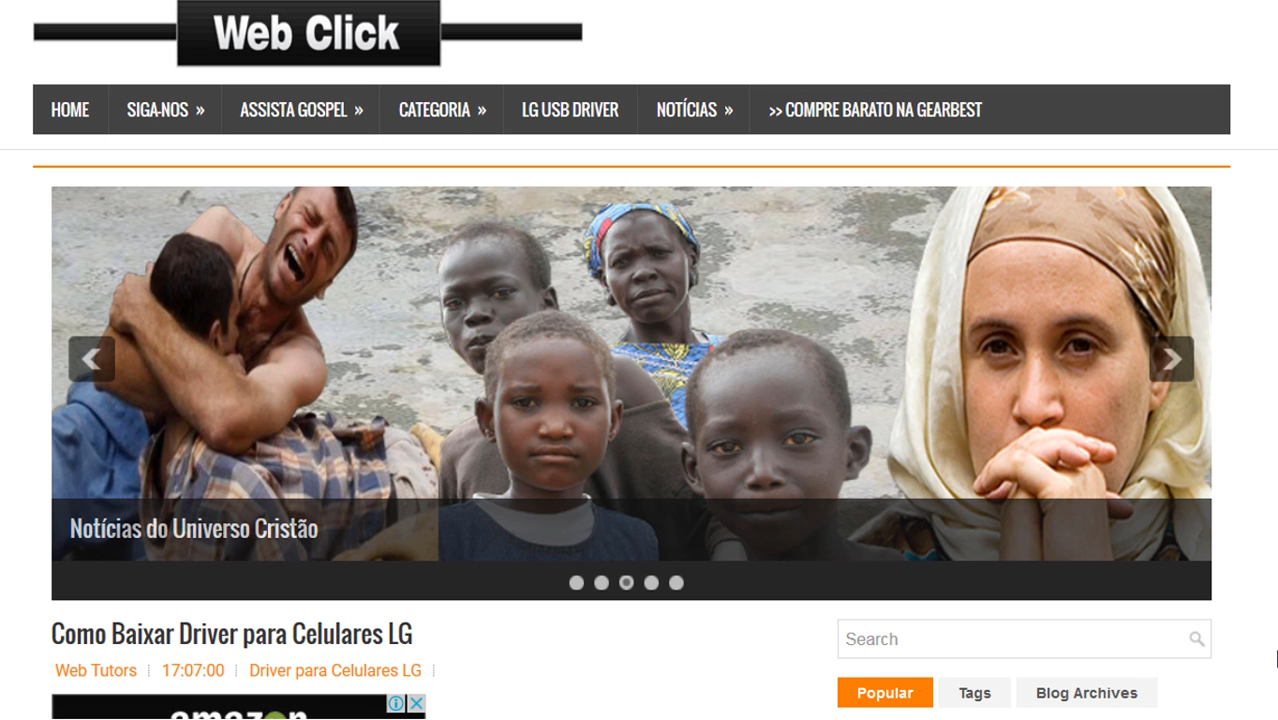 Web Click
HOME SIGA-NOS » ASSISTA GOSPEL » CATEGORIA » LG USB DRIVER NOTÍCIAS » >> COMPRE BARATO NA GEARBEST
Notícias do Universo Cristão
Como Baixar Driver para Celulares LG
Web Tutors 17:07:00 Driver para Celulares LG
Search
Popular Tags Blog Archives
amazon